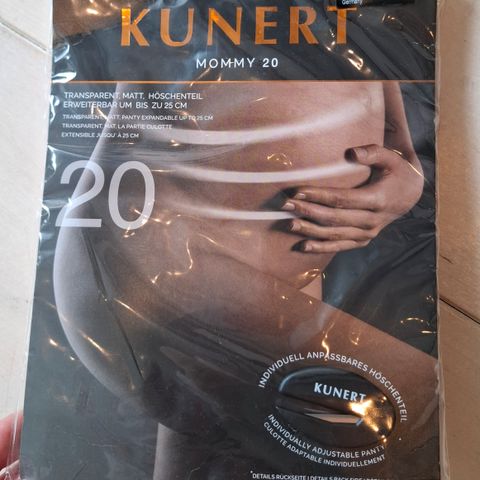 Germany
KUNERT
MOMMY 20
TRANSPARENT, MATT, HÖSCHENTEIL
ERWEITERBAR UM BIS ZU 25 CM
TRANSPARENT, MATT, PANTY EXPANDABLE UP TO 25 CM
TRANSPARENT, MAT, LA PARTIE CULOTTE
EXTENSIBLE JUSQU'À 25 CM
20
INDIVIDUELL ANPASSBARES HÖSCHENTEIL
KUNERT
INDIVIDUALLY ADJUSTABLE PANTY
CULOTTE ADAPTABLE INDIVIDUELLEMENT
*DETAILS RÜCKSEITE | DETAILS BACK SIDE